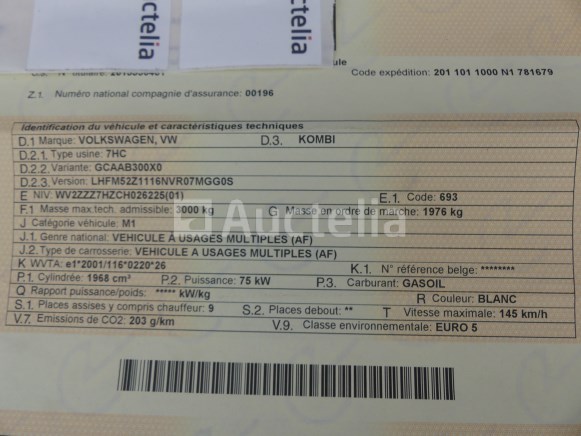 Auctelia
Auctelia
Code expédition: 201 101 1000 N1 781679
Z.1. Numéro national compagnie d'assurance: 00196
Identification du véhicule et caractéristiques techniques
D.1 Marque: VOLKSWAGEN, VW D.3. KOMBI
D.2.1. Type usine: 7HC
D.2.2. Variante: GCAAB300X0
D.2.3. Version: LHFM52Z1116NVR07MGG0S
E NIV: WV2ZZZ7HZCH026225(01) E.1. Code: 693
F.1 Masse max.tech. admissible: 3000 kg G Masse en ordre de marche: 1976 kg
J Catégorie véhicule: M1
Auctelia
J.1. Genre national: VEHICULE A USAGES MULTIPLES (AF)
J.2. Type de carrosserie: VEHICULE A USAGES MULTIPLES (AF)
K WVTA: e1*2001/116*0220*26 K.1. N° référence belge: ********
P.1. Cylindrée: 1968 cm³ P.2. Puissance: 75 kW P.3. Carburant: GASOIL
Q Rapport puissance/poids: ***** kW/kg R Couleur: BLANC
S.1. Places assises y compris chauffeur: 9 S.2. Places debout: ** T Vitesse maximale: 145 km/h
V.7. Emissions de CO2: 203 g/km V.9. Classe environnementale: EURO 5